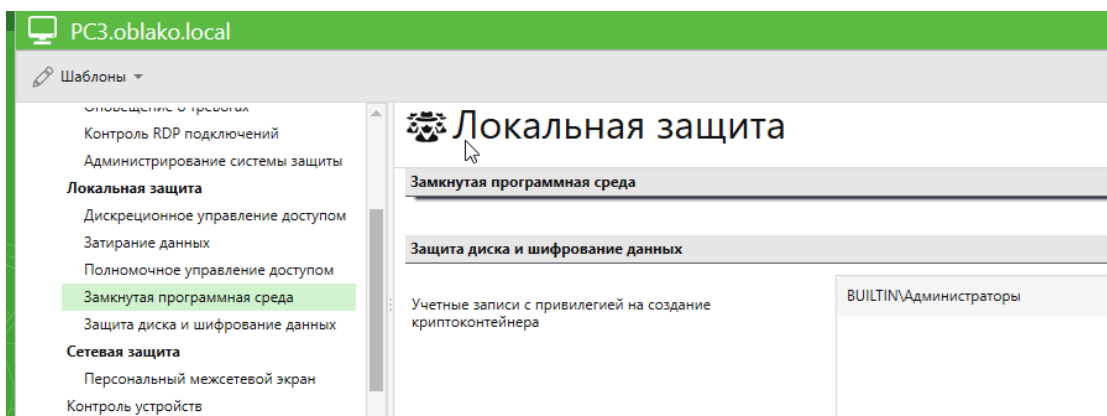 PC3.oblako.local
Шаблоны
Оповещение о тревогах
Контроль RDP подключений
Администрирование системы защиты
Локальная защита
Дискреционное управление доступом
Затирание данных
Полномочное управление доступом
Замкнутая программная среда
Защита диска и шифрование данных
Сетевая защита
Персональный межсетевой экран
Контроль устройств
Локальная защита
Замкнутая программная среда
Защита диска и шифрование данных
Учетные записи с привилегией на создание
криптоконтейнера
BUILTIN\Администраторы